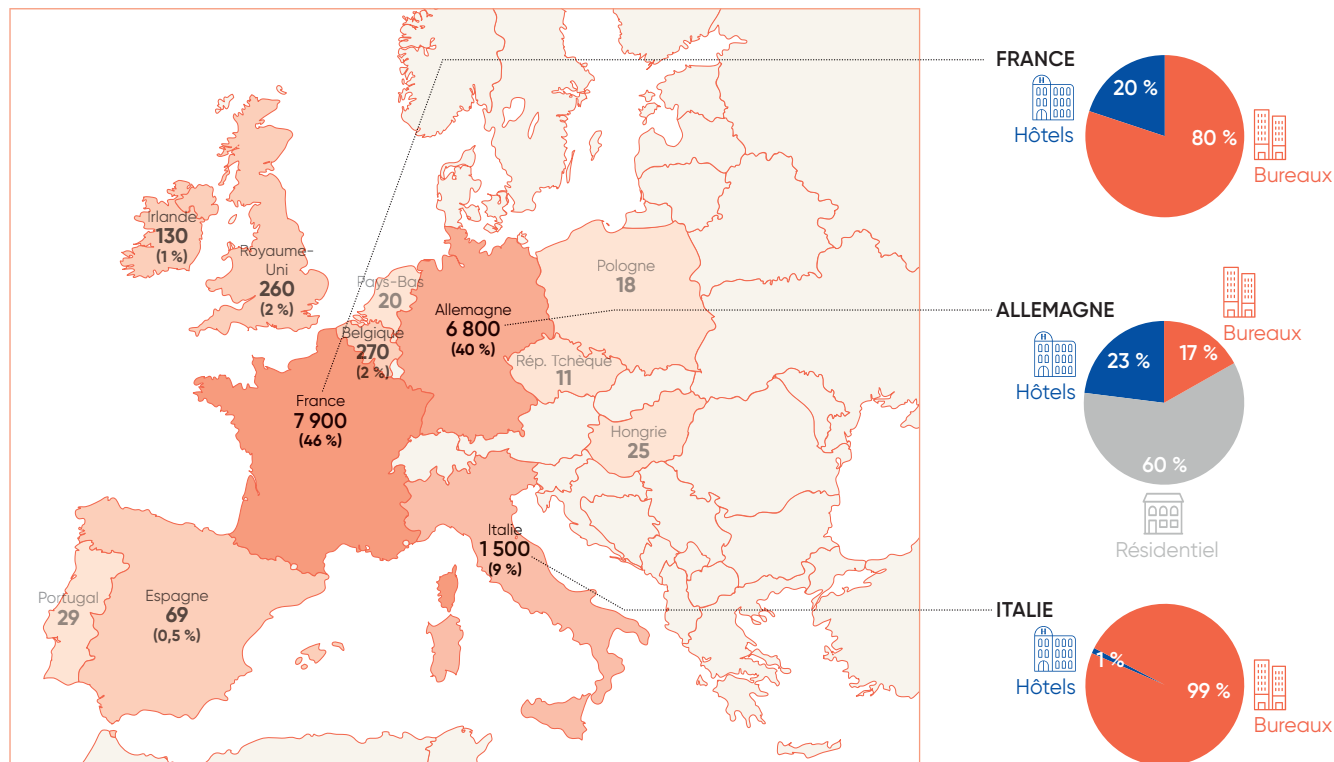 Irlande
130
(1 %)
Royaume-
Uni
260
(2 %)
Pays-Bas
20
Belgique
270
(2 %)
Allemagne
6 800
(40 %)
Pologne
18
Rép. Tchèque
11
Hongrie
25
France
7 900
(46 %)
Italie
1 500
(9 %)
Portugal
29
Espagne
69
(0,5 %)
FRANCE
H
Hôtels
20 %
80 %
Bureaux
ALLEMAGNE
H
Hôtels
23 %
17 %
Bureaux
60 %
Résidentiel
ITALIE
H
Hôtels
1 %
99 %
Bureaux